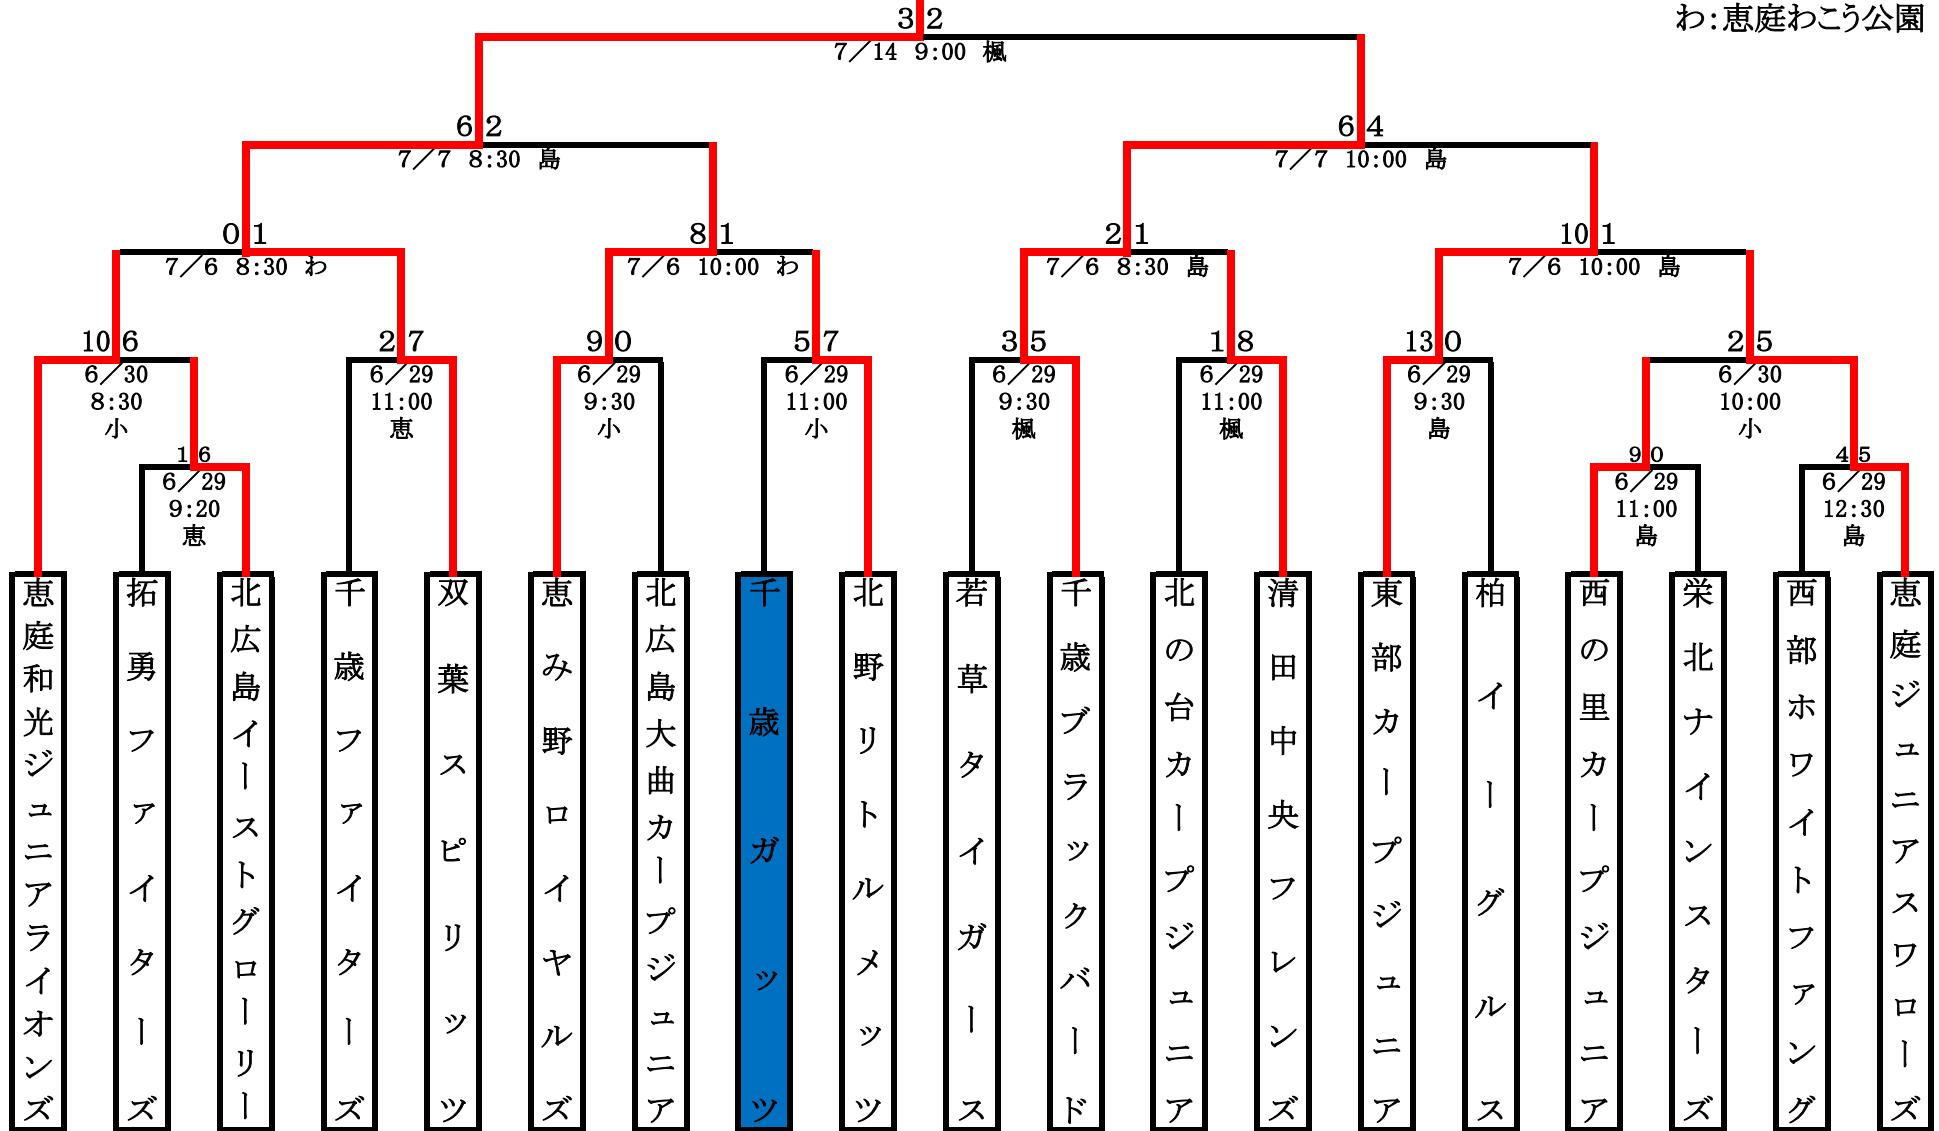 わ：恵庭わこう公園
3 2
7／14 9:00 楓
6 2
7／7 8:30 島
6 4
7／7 10:00 島
0 1
7／6 8:30 わ
8 1
7／6 10:00 わ
2 1
7／6 8:30 島
10 1
7／6 10:00 島
10 6
6／30
8:30
小
2 7
6／29
11:00
恵
9 0
6／29
9:30
小
5 7
6／29
11:00
小
3 5
6／29
9:30
楓
1 8
6／29
11:00
楓
13 0
6／29
9:30
島
2 5
6／30
10:00
小
1 6
6／29
9:20
恵
9 0
6／29
11:00
島
4 5
6／29
12:30
島
恵庭和光ジュニアライオンズ
拓勇ファイターズ
北広島イーストグローリー
千歳ファイターズ
双葉スピリッツ
恵み野ロイヤルズ
北広島大曲カープジュニア
千歳ガッツ
北野リトルメッツ
若草タイガース
千歳ブラックバード
北の台カープジュニア
清田中央フレンズ
東部カープジュニア
柏イーグルス
西の里カープジュニア
栄北ナインスターズ
西部ホワイトファング
恵庭ジュニアスワローズ